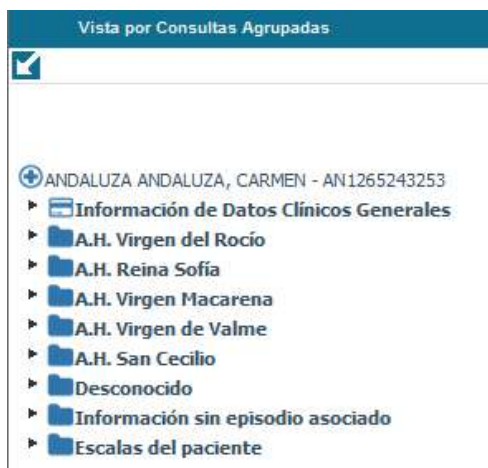 Vista por Consultas Agrupadas
ANDALUZA ANDALUZA, CARMEN - AN1265243253
Información de Datos Clínicos Generales
A.H. Virgen del Rocío
A.H. Reina Sofía
A.H. Virgen Macarena
A.H. Virgen de Valme
A.H. San Cecilio
Desconocido
Información sin episodio asociado
Escalas del paciente